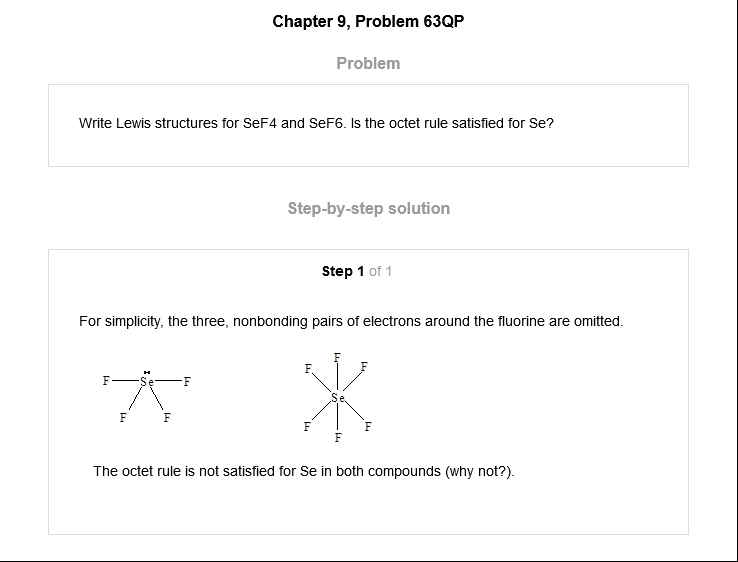 Chapter 9, Problem 63QP
Problem
Write Lewis structures for SeF4 and SeF6. Is the octet rule satisfied for Se?
Step-by-step solution
Step 1 of 1
For simplicity, the three, nonbonding pairs of electrons around the fluorine are omitted.
F Se F
F F
F
F F
Se
F F
F
The octet rule is not satisfied for Se in both compounds (why not?).